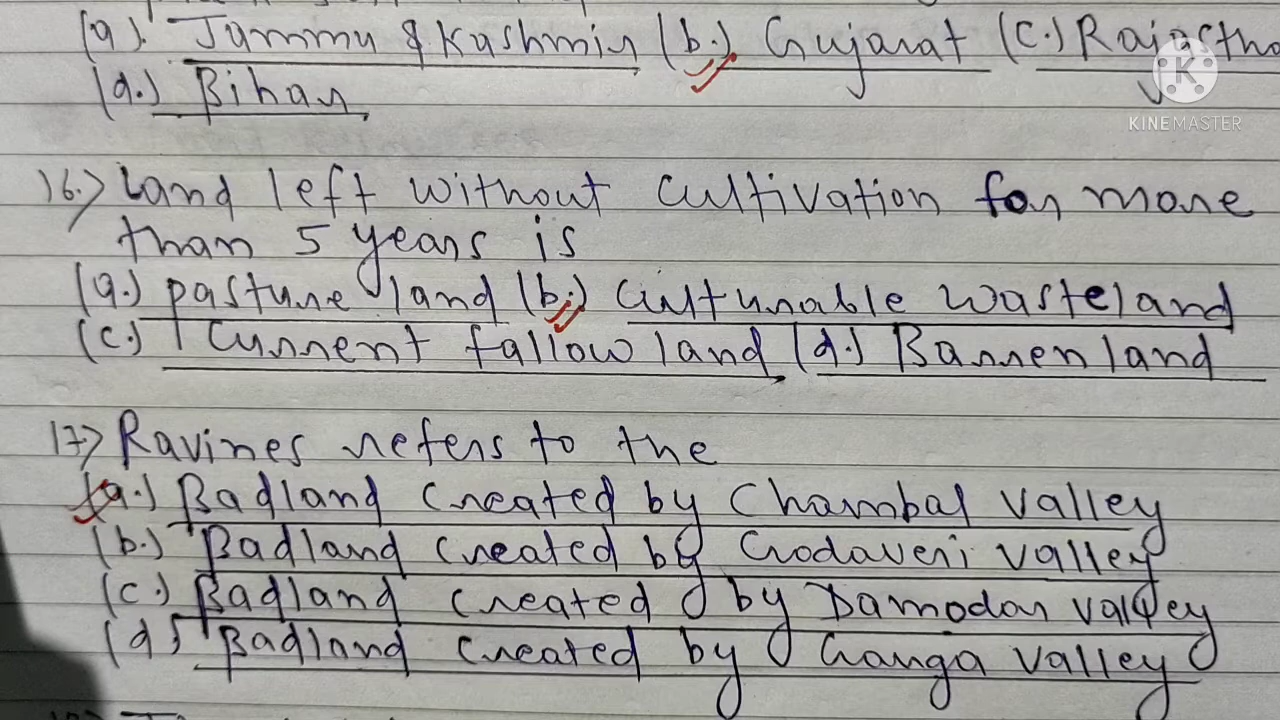 (a). Jammu & Kashmir (b.) Gujarat (c.) Rajastha
(d.) Bihar
KINEMASTER
16.> Land left without cultivation for more
than 5 years is
(a.) pasture land (b.) Culturable Wasteland
(c.) Current fallow land (d.) Barren land
17.> Ravines refers to the
(a.) Badland created by Chambal valley
(b.) Badland created by Godaveri valley
(c.) Badland created by Damodar valley
(d) Badland created by Ganga valley